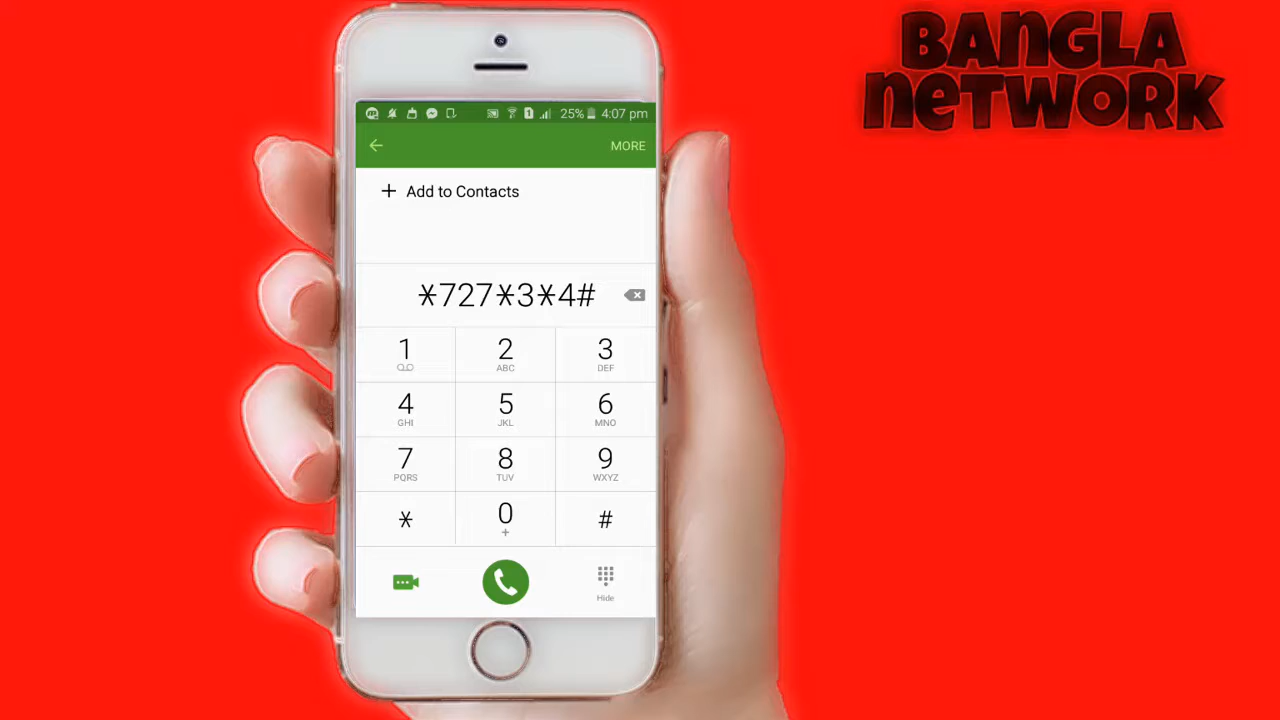 BANGLA
NETWORK
25% 4:07 pm
MORE
+ Add to Contacts
*727*3*4#
1 2 3
ABC DEF
4 5 6
GHI JKL MNO
7 8 9
PQRS TUV WXYZ
* 0 #
+
Hide